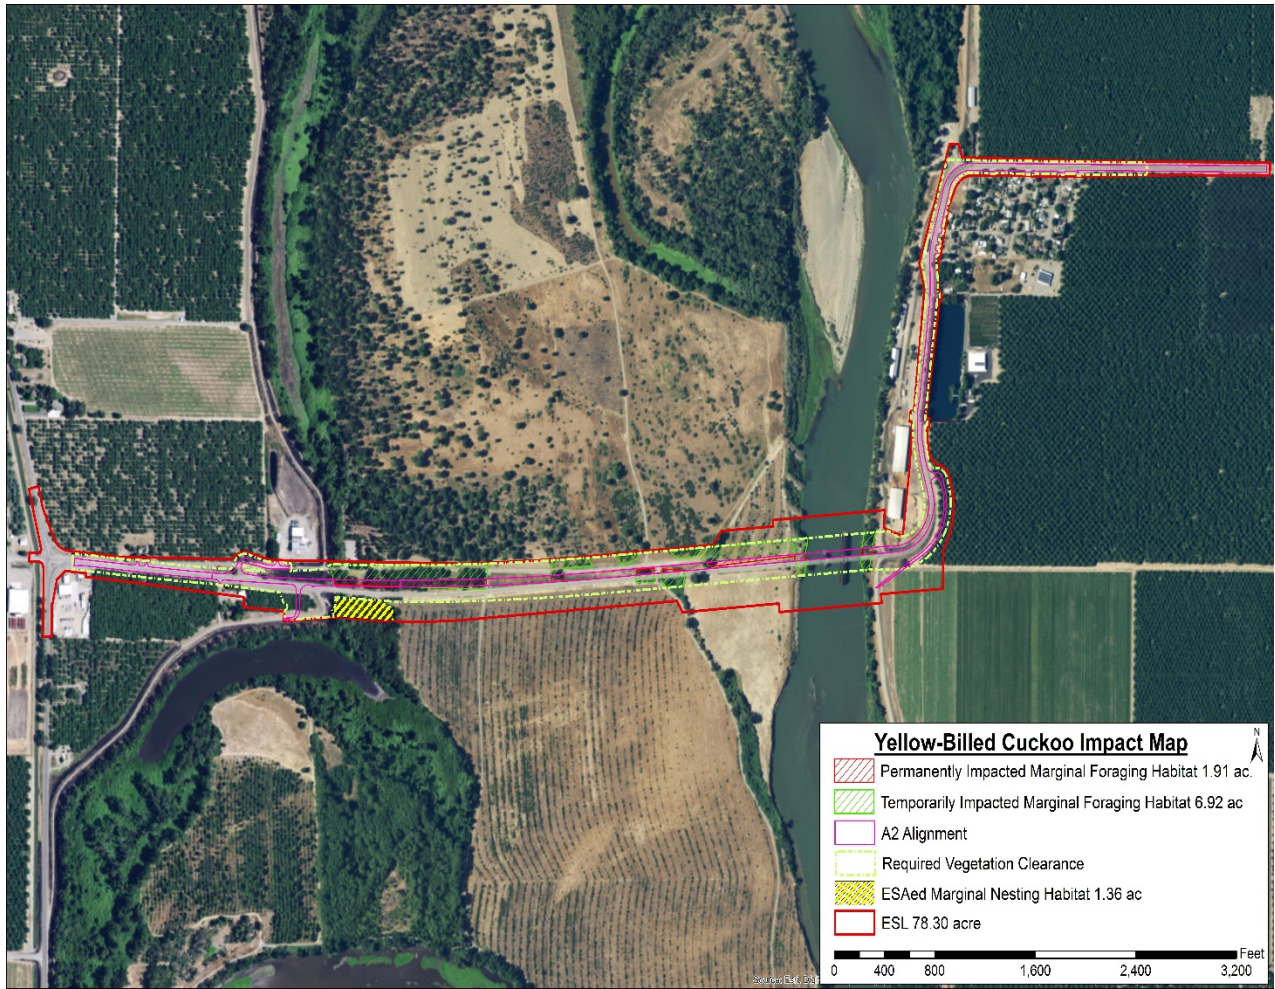 Yellow-Billed Cuckoo Impact Map
N
Permanently Impacted Marginal Foraging Habitat 1.91 ac.
Temporarily Impacted Marginal Foraging Habitat 6.92 ac
A2 Alignment
Required Vegetation Clearance
ESAed Marginal Nesting Habitat 1.36 ac
ESL 78.30 acre
Feet
0 400 800 1,600 2,400 3,200
Source: Esri,